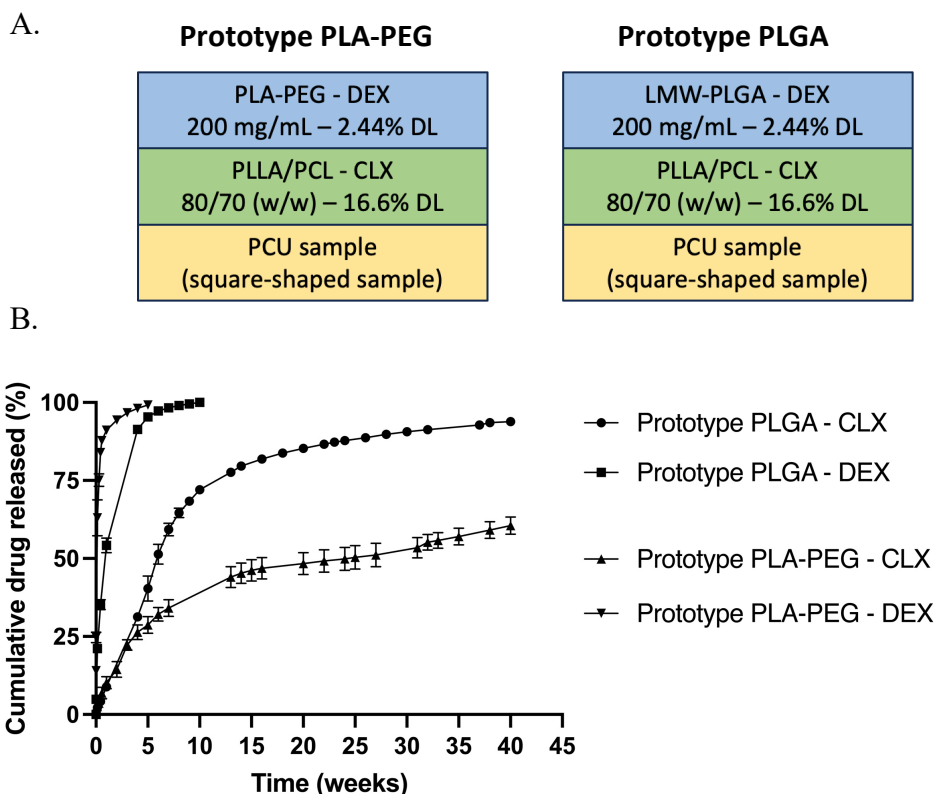 A.
Prototype PLA-PEG
Prototype PLGA
PLA-PEG - DEX
200 mg/mL – 2.44% DL
LMW-PLGA - DEX
200 mg/mL – 2.44% DL
PLLA/PCL - CLX
80/70 (w/w) – 16.6% DL
PLLA/PCL - CLX
80/70 (w/w) – 16.6% DL
PCU sample
(square-shaped sample)
PCU sample
(square-shaped sample)
B.
Cumulative drug released (%)
100
75
50
25
0
0 5 10 15 20 25 30 35 40 45
Time (weeks)
Prototype PLGA - CLX
Prototype PLGA - DEX
Prototype PLA-PEG - CLX
Prototype PLA-PEG - DEX